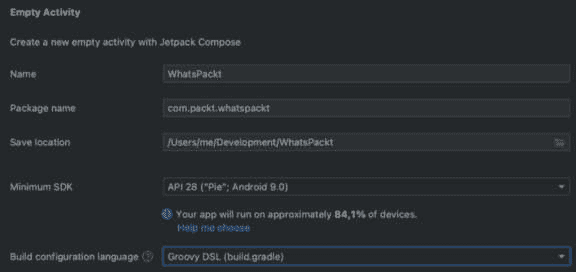 Empty Activity
Create a new empty activity with Jetpack Compose
Name WhatsPackt
Package name com.packt.whatspackt
Save location /Users/me/Development/WhatsPackt
Minimum SDK API 28 ("Pie"; Android 9.0)
Your app will run on approximately 84,1% of devices.
Help me choose
Build configuration language ? Groovy DSL (build.gradle)